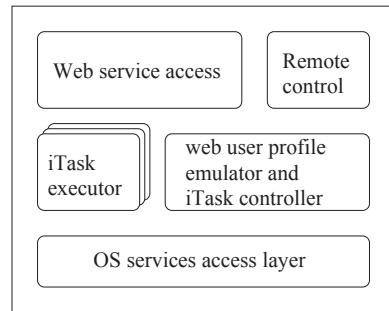 Web service access
Remote
control
iTask
executor
web user profile
emulator and
iTask controller
OS services access layer